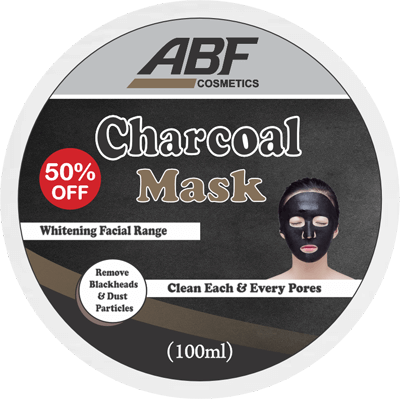 ABF
COSMETICS
Charcoal
50%
OFF
Mask
Whitening Facial Range
Remove
Blackheads
& Dust
Particles
Clean Each & Every Pores
(100ml)